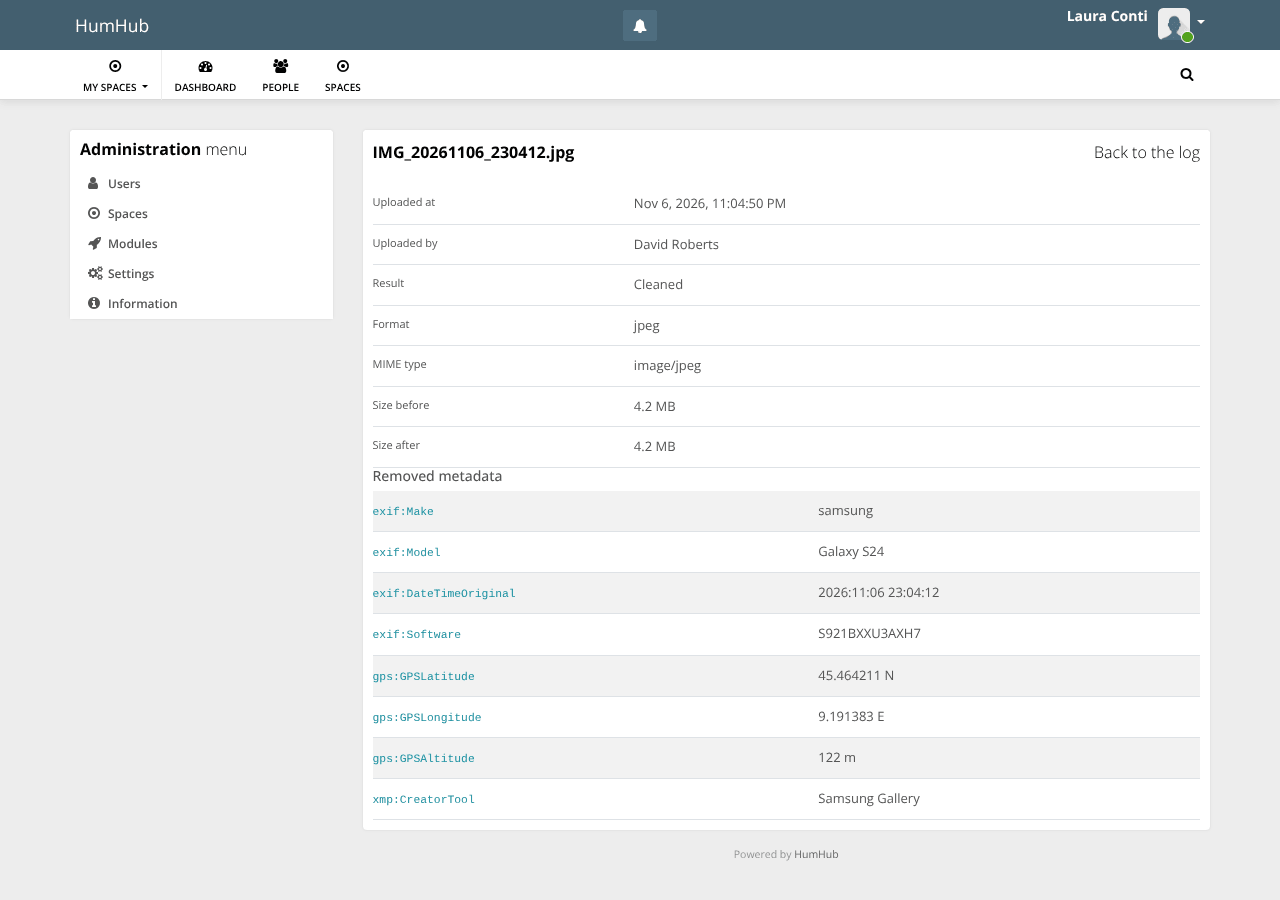 HumHub
Laura Conti
MY SPACES
DASHBOARD
PEOPLE
SPACES
Administration menu
Users
Spaces
Modules
Settings
Information
IMG_20261106_230412.jpg
Back to the log
Uploaded at Nov 6, 2026, 11:04:50 PM
Uploaded by David Roberts
Result Cleaned
Format jpeg
MIME type image/jpeg
Size before 4.2 MB
Size after 4.2 MB
Removed metadata
exif:Make samsung
exif:Model Galaxy S24
exif:DateTimeOriginal 2026:11:06 23:04:12
exif:Software S921BXXU3AXH7
gps:GPSLatitude 45.464211 N
gps:GPSLongitude 9.191383 E
gps:GPSAltitude 122 m
xmp:CreatorTool Samsung Gallery
Powered by HumHub